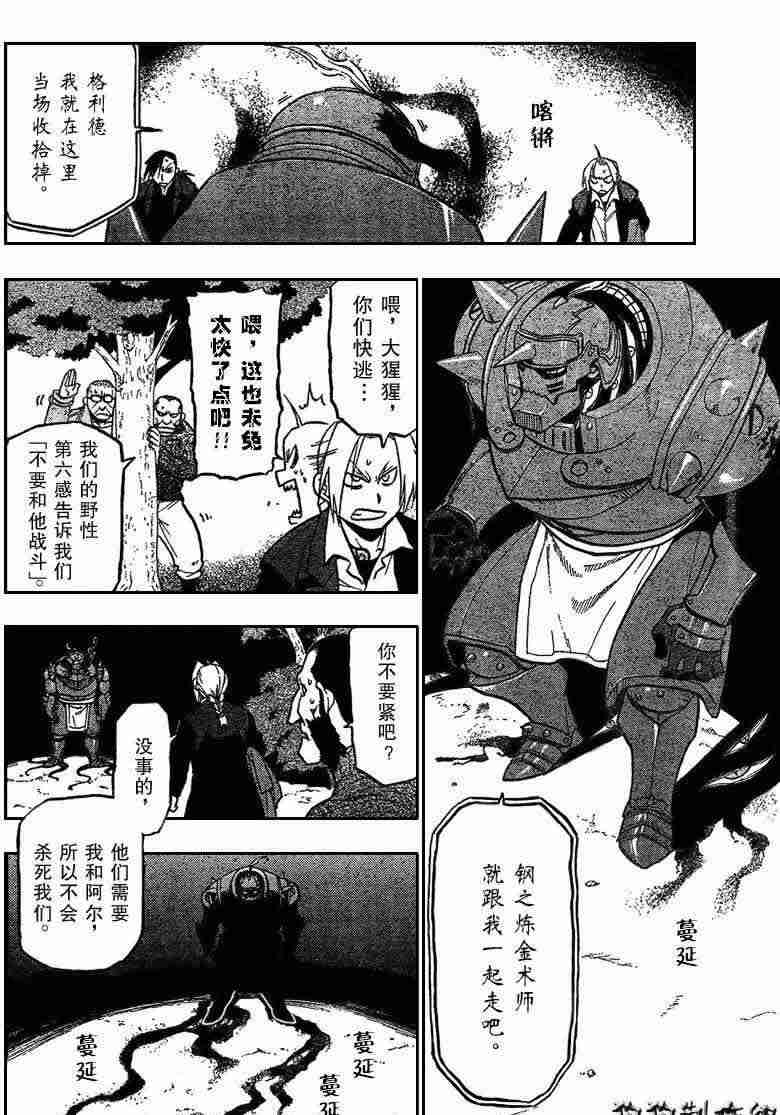 喀
锵
格利德
我就在这里
当场收拾掉。
钢之炼金术师
就跟我一起走吧。
蔓延
喂，大猩猩，
你们快逃…
喂，这也未免
太快了点吧!!
我们的野性
第六感告诉我们
「不要和他战斗」。
你不要紧吧？
没事的，
他们需要
我和阿尔，
所以不会
杀死我们。
蔓延
蔓延
蔓